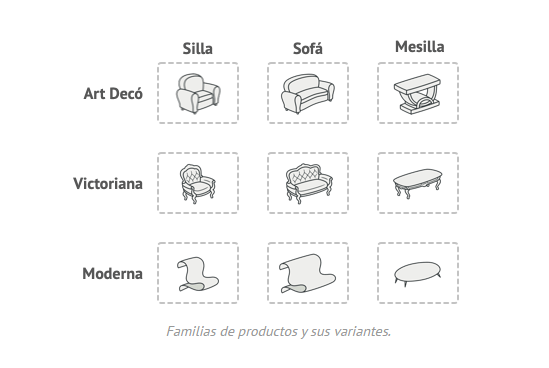 Silla Sofá Mesilla
Art Decó
Victoriana
Moderna
Familias de productos y sus variantes.